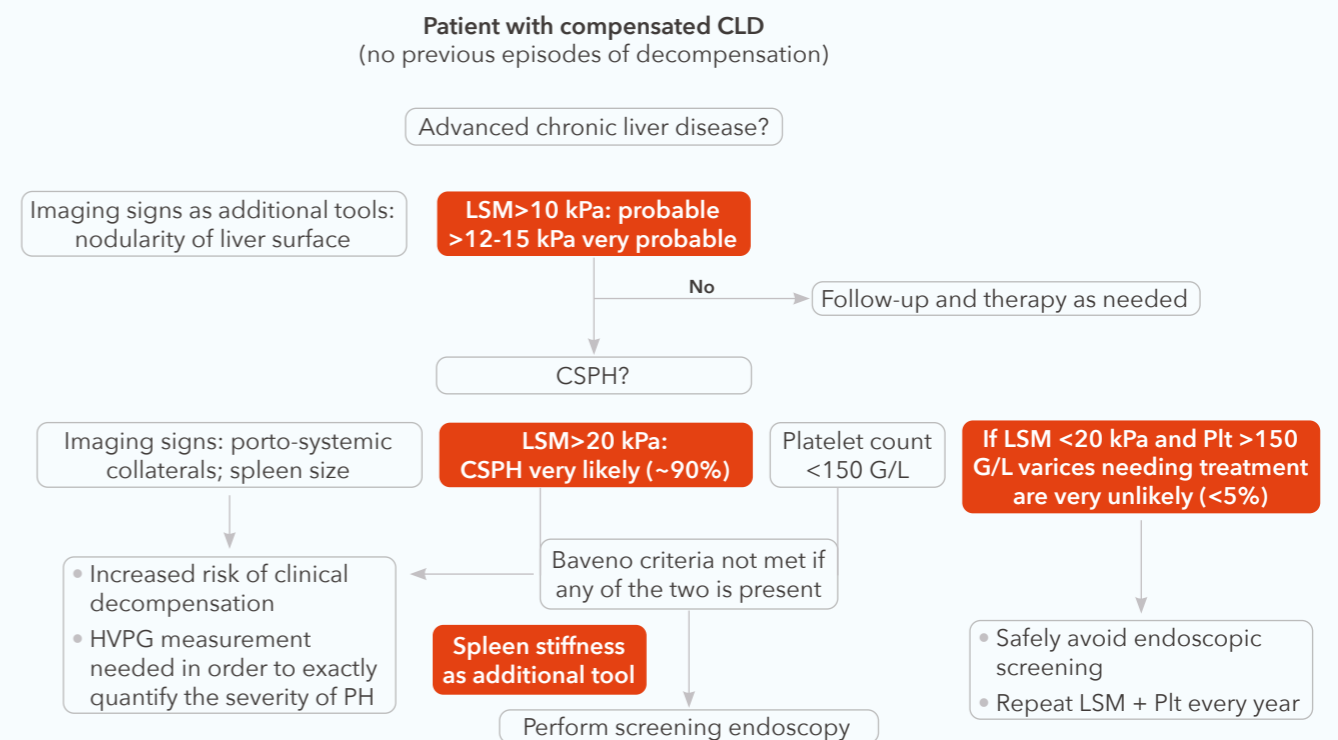 Patient with compensated CLD
(no previous episodes of decompensation)
Advanced chronic liver disease?
Imaging signs as additional tools:
nodularity of liver surface
LSM>10 kPa: probable
>12-15 kPa very probable
No
Follow-up and therapy as needed
CSPH?
Imaging signs: porto-systemic
collaterals; spleen size
LSM>20 kPa:
CSPH very likely (~90%)
Platelet count
<150 G/L
If LSM <20 kPa and Plt >150
G/L varices needing treatment
are very unlikely (<5%)
• Increased risk of clinical
decompensation
• HVPG measurement
needed in order to exactly
quantify the severity of PH
Baveno criteria not met if
any of the two is present
Spleen stiffness
as additional tool
Perform screening endoscopy
• Safely avoid endoscopic
screening
• Repeat LSM + Plt every year